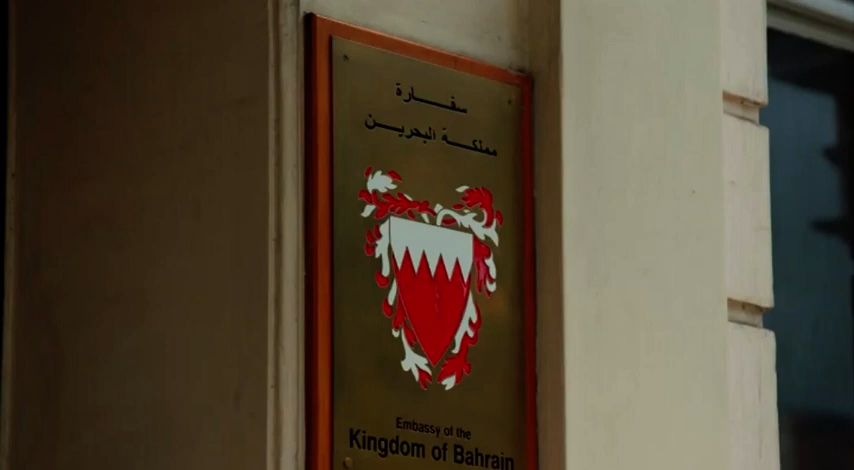 سفارة
مملكة البحرين
Embassy of the
Kingdom of Bahrain